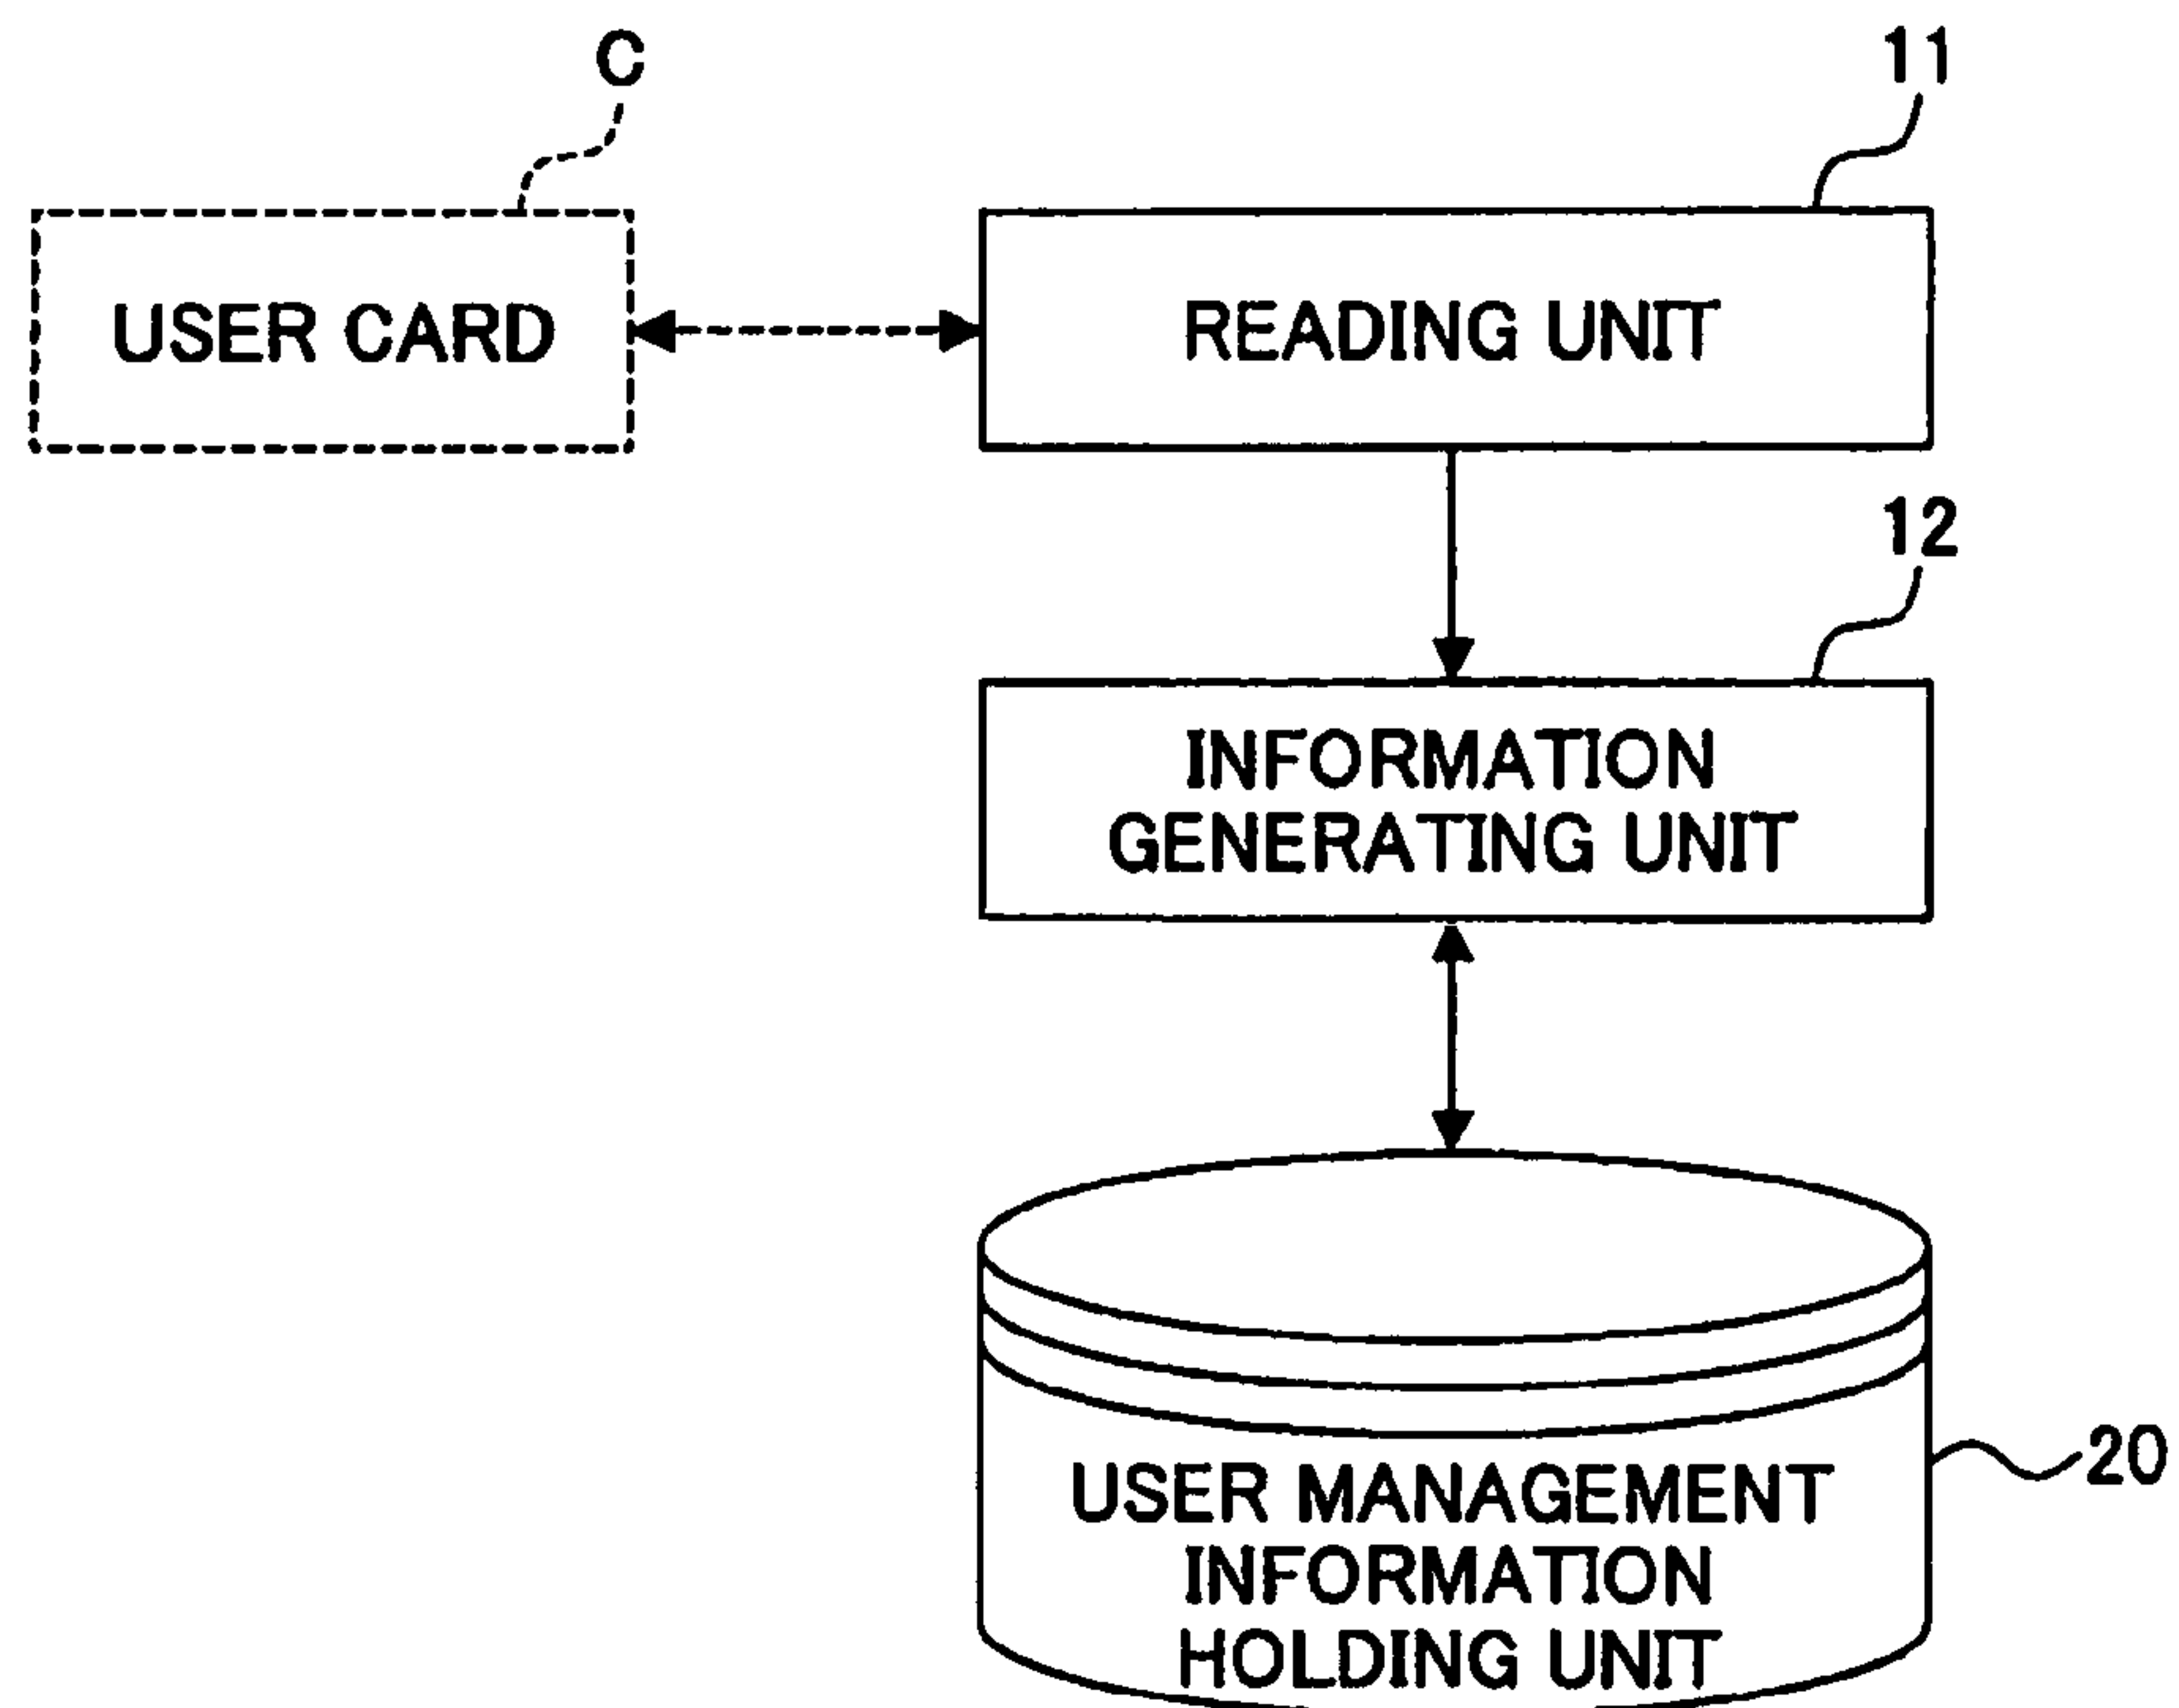 C
11
USER CARD
READING UNIT
12
INFORMATION
GENERATING UNIT
20
USER MANAGEMENT
INFORMATION
HOLDING UNIT